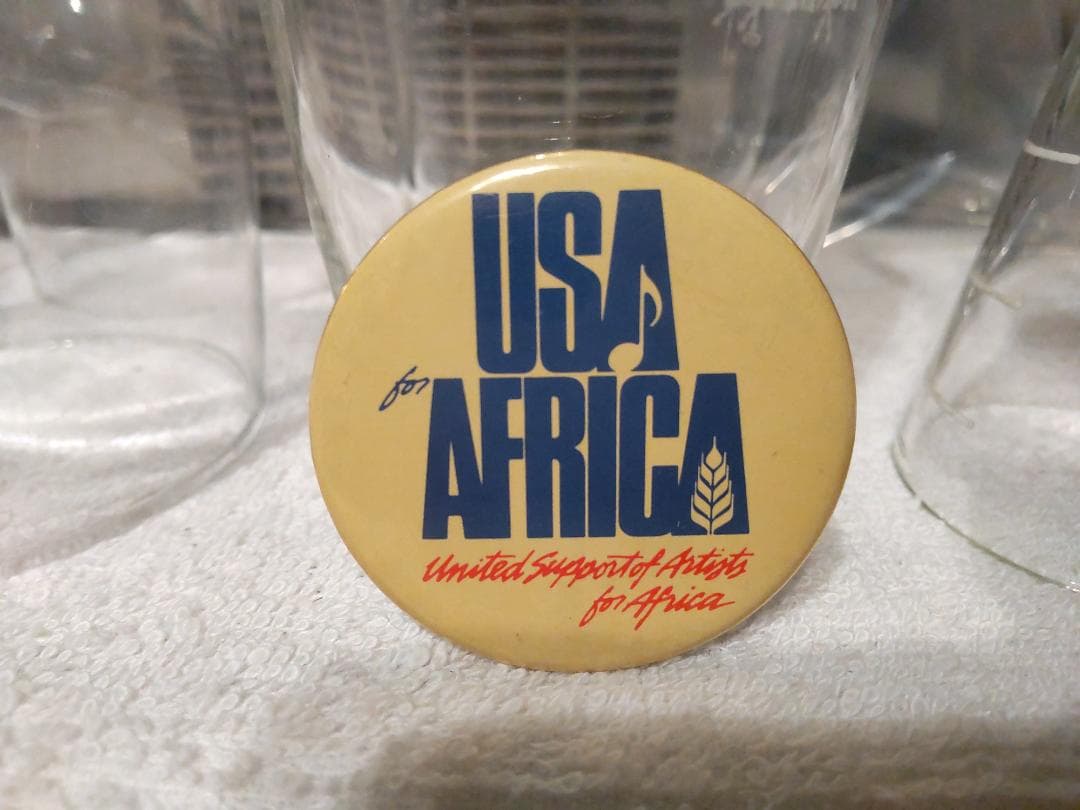 USA
for
AFRICA
United Support of Artists
for Africa